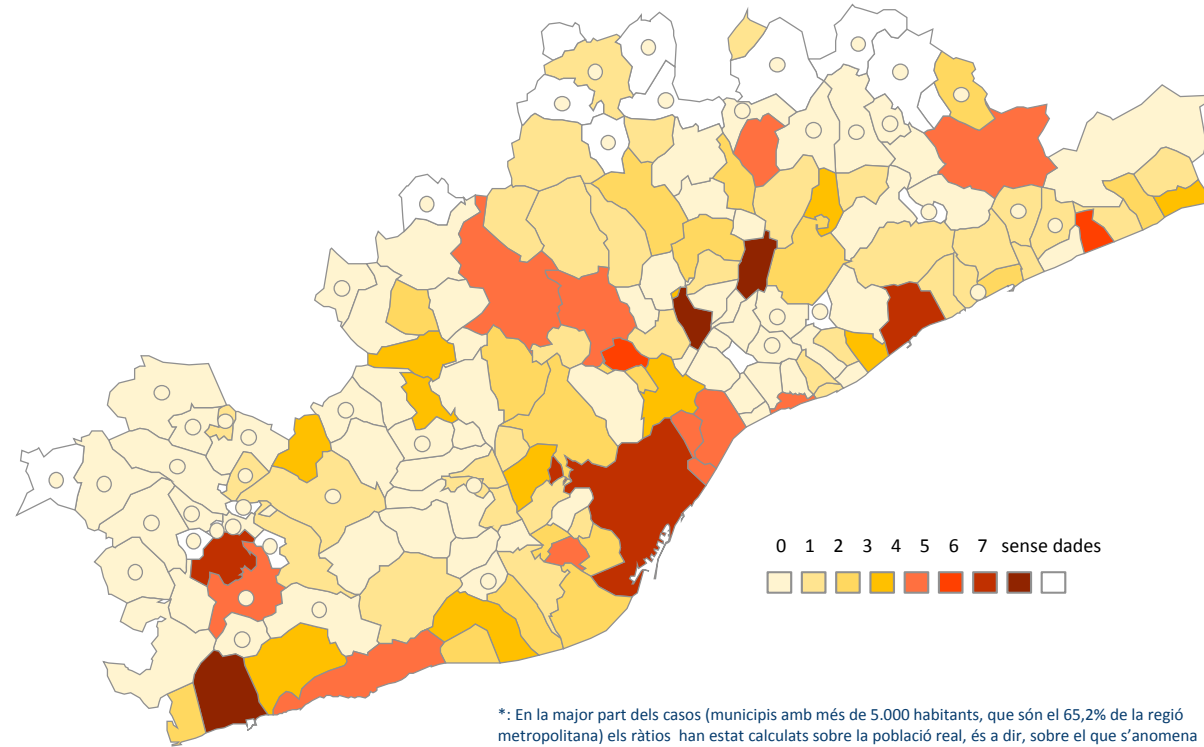 0 1 2 3 4 5 6 7 sense dades
*: En la major part dels casos (municipis amb més de 5.000 habitants, que són el 65,2% de la regió
metropolitana) els ràtios han estat calculats sobre la població real, és a dir, sobre el que s’anomena